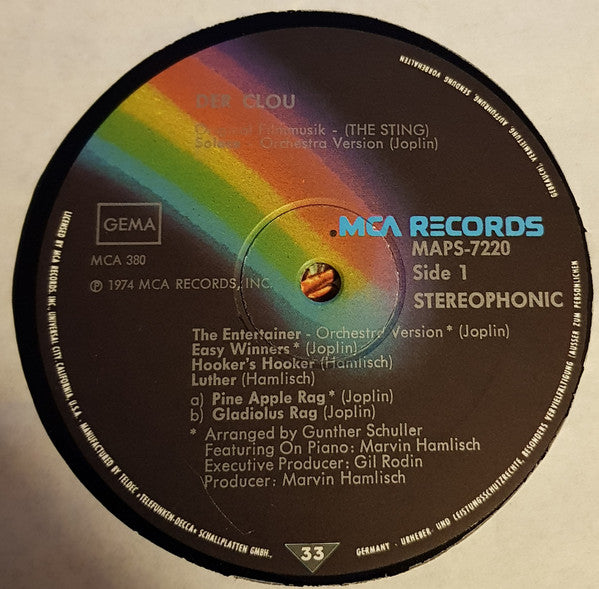 DER CLOU
Original Filmmusik - (THE STING)
Solace - Orchestra Version (Joplin)
GEMA
MCA 380
℗ 1974 MCA RECORDS, INC.
.MCA RECORDS
MAPS-7220
Side 1
STEREOPHONIC
The Entertainer - Orchestra Version * (Joplin)
Easy Winners * (Joplin)
Hooker's Hooker (Hamlisch)
Luther (Hamlisch)
a) Pine Apple Rag * (Joplin)
b) Gladiolus Rag (Joplin)
* Arranged by Gunther Schuller
Featuring On Piano: Marvin Hamlisch
Executive Producer: Gil Rodin
Producer: Marvin Hamlisch
33
LICENSED BY MCA RECORDS, INC. UNIVERSAL CITY CALIFORNIA, U.S.A. · MANUFACTURED BY TELDEC »TELEFUNKEN-DECCA« SCHALLPLATTEN GMBH.,
GERMANY · URHEBER- UND LEISTUNGSSCHUTZRECHTE, BESONDERS VERVIELFÄLTIGUNG (AUSSER ZUM PERSÖNLICHEN
GEBRAUCH), VERMIETUNG, AUFFÜHRUNG, SENDUNG VORBEHALTEN